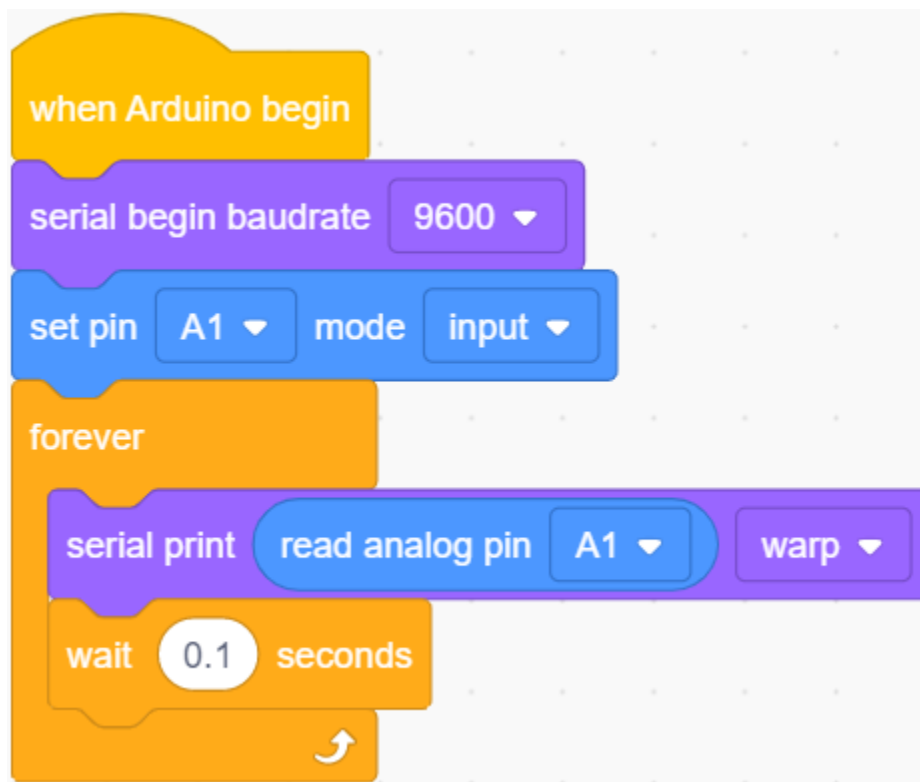 when Arduino begin
serial begin baudrate 9600
set pin A1 mode input
forever
serial print read analog pin A1 warp
wait 0.1 seconds